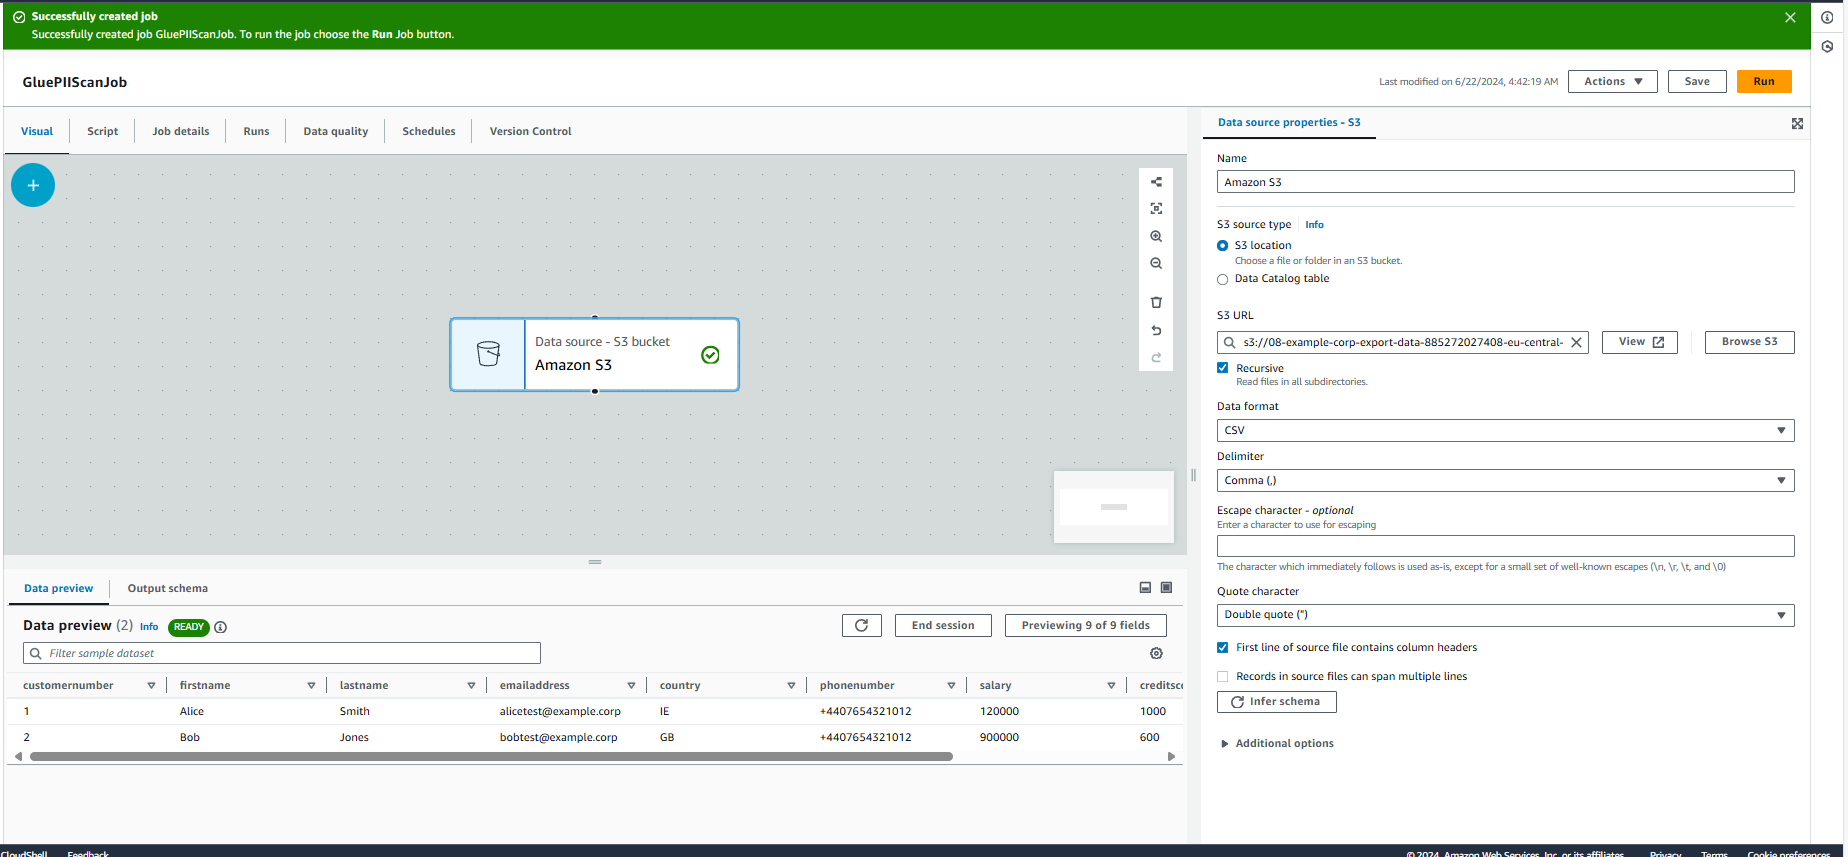 Successfully created job
Successfully created job GluePIIScanJob. To run the job choose the Run Job button.
GluePIIScanJob
Last modified on 6/22/2024, 4:42:19 AM
Actions
Save
Run
Visual
Script
Job details
Runs
Data quality
Schedules
Version Control
Data source - S3 bucket
Amazon S3
Data preview
Output schema
Data preview (2) Info READY
End session
Previewing 9 of 9 fields
Filter sample dataset
customernumber firstname lastname emailaddress country phonenumber salary creditsc
1 Alice Smith alicetest@example.corp IE +4407654321012 120000 1000
2 Bob Jones bobtest@example.corp GB +4407654321012 900000 600
Data source properties - S3
Name
Amazon S3
S3 source type Info
S3 location
Choose a file or folder in an S3 bucket.
Data Catalog table
S3 URL
s3://08-example-corp-export-data-885272027408-eu-central-
View
Browse S3
Recursive
Read files in all subdirectories.
Data format
CSV
Delimiter
Comma (,)
Escape character - optional
Enter a character to use for escaping
The character which immediately follows is used as-is, except for a small set of well-known escapes (\n, \r, \t, and \0)
Quote character
Double quote (")
First line of source file contains column headers
Records in source files can span multiple lines
Infer schema
Additional options
CloudShell Feedback
© 2024, Amazon Web Services, Inc. or its affiliates. Privacy Terms Cookie preferences